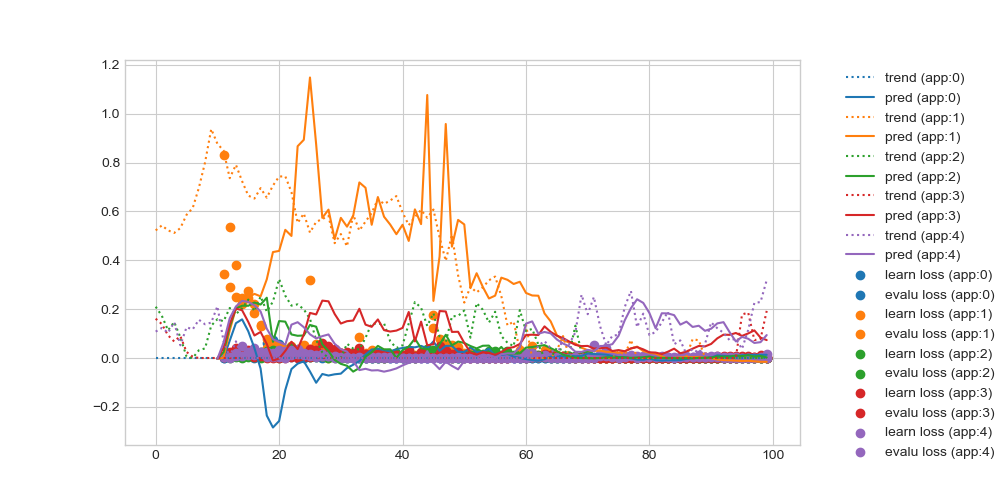 1.2
1.0
0.8
0.6
0.4
0.2
0.0
−0.2
0 20 40 60 80 100
trend (app:0)
pred (app:0)
trend (app:1)
pred (app:1)
trend (app:2)
pred (app:2)
trend (app:3)
pred (app:3)
trend (app:4)
pred (app:4)
learn loss (app:0)
evalu loss (app:0)
learn loss (app:1)
evalu loss (app:1)
learn loss (app:2)
evalu loss (app:2)
learn loss (app:3)
evalu loss (app:3)
learn loss (app:4)
evalu loss (app:4)